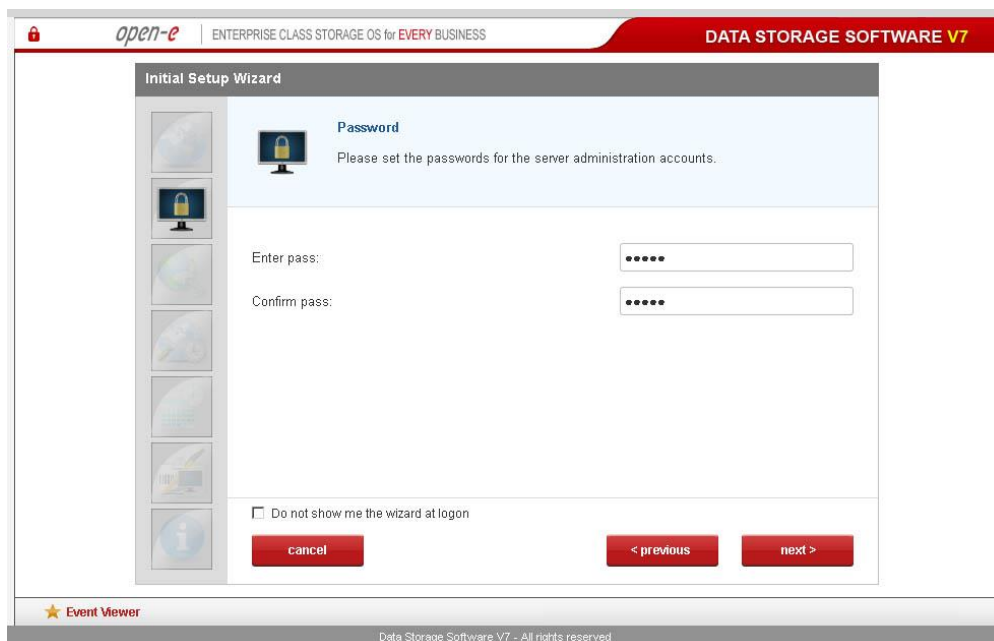 open-e ENTERPRISE CLASS STORAGE OS for EVERY BUSINESS
DATA STORAGE SOFTWARE V7
Initial Setup Wizard
Password
Please set the passwords for the server administration accounts.
Enter pass:
Confirm pass:
Do not show me the wizard at logon
cancel
< previous
next >
Event Viewer
Data Storage Software V7 - All rights reserved